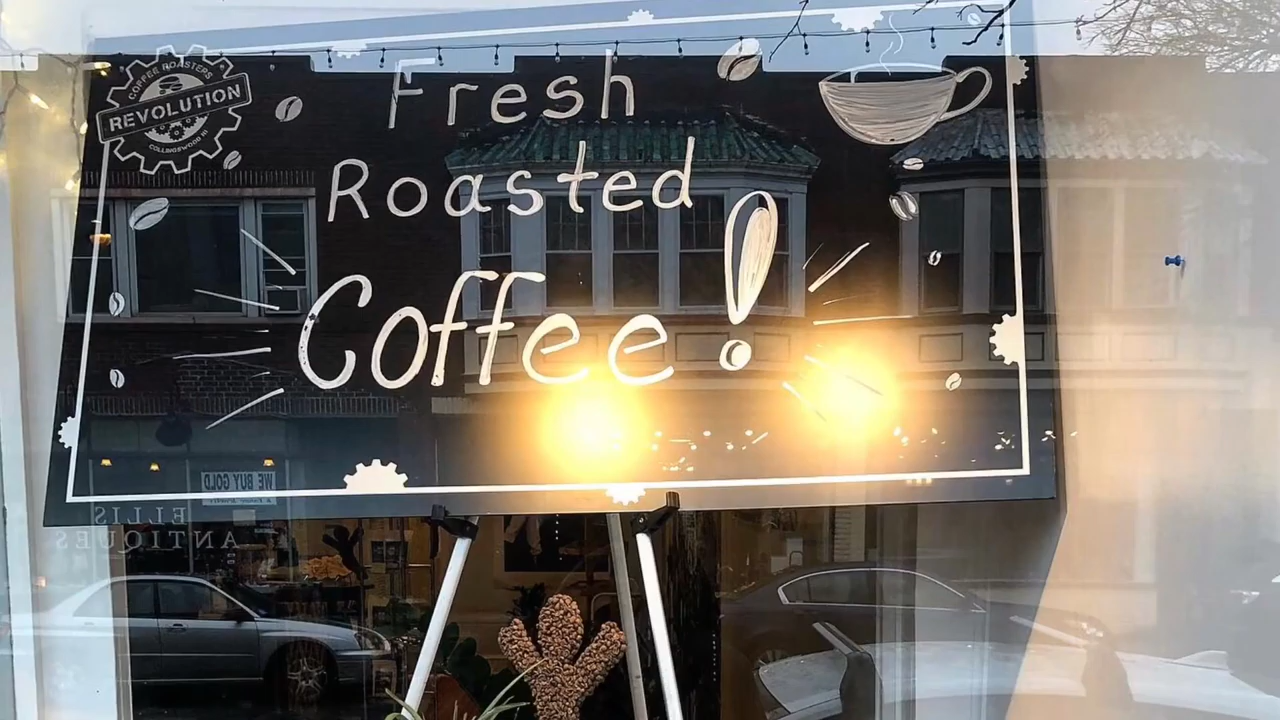 COFFEE ROASTERS
REVOLUTION
COLLINGSWOOD NJ
Fresh
Roasted
Coffee!
WE BUY GOLD
ELLIS
ANTIQUES